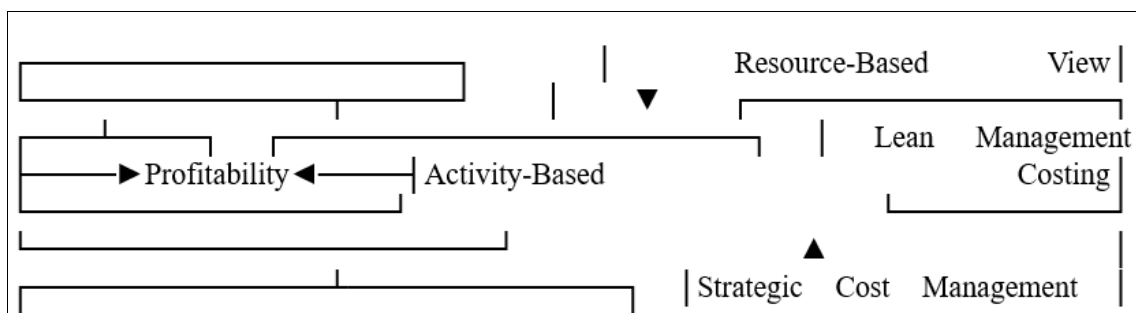 Resource-Based View
Lean Management
Profitability Activity-Based Costing
Strategic Cost Management